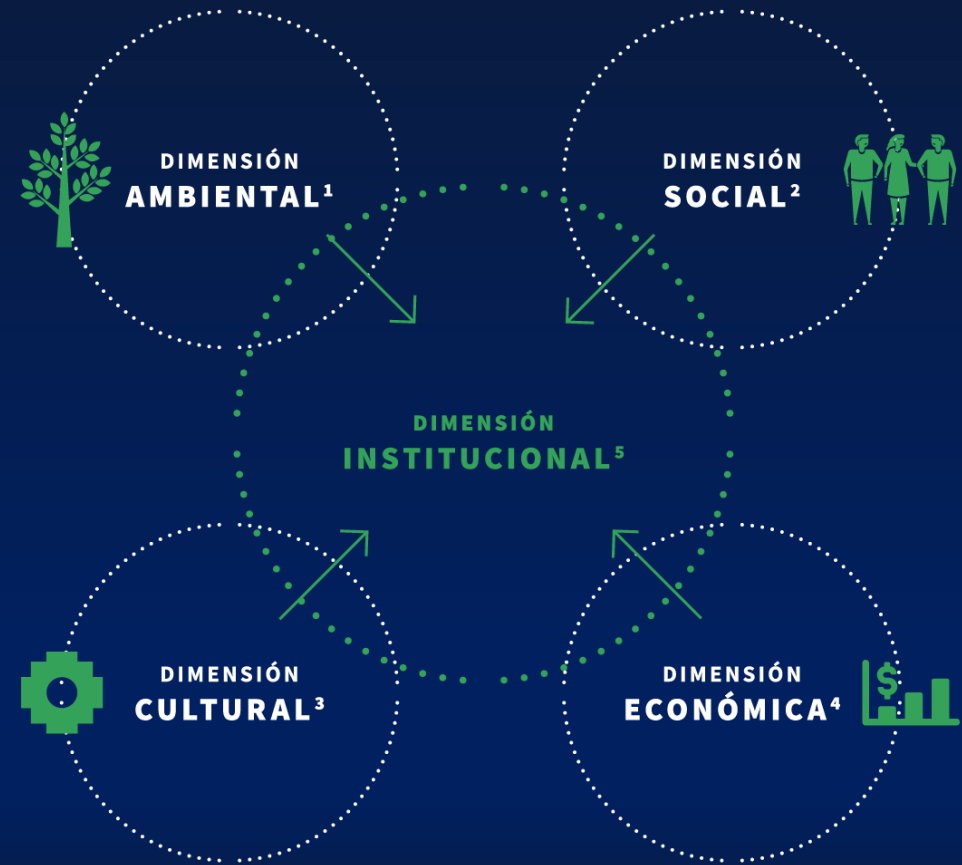 DIMENSIÓN
AMBIENTAL¹
DIMENSIÓN
SOCIAL²
DIMENSIÓN
INSTITUCIONAL⁵
DIMENSIÓN
CULTURAL³
DIMENSIÓN
ECONÓMICA⁴
$